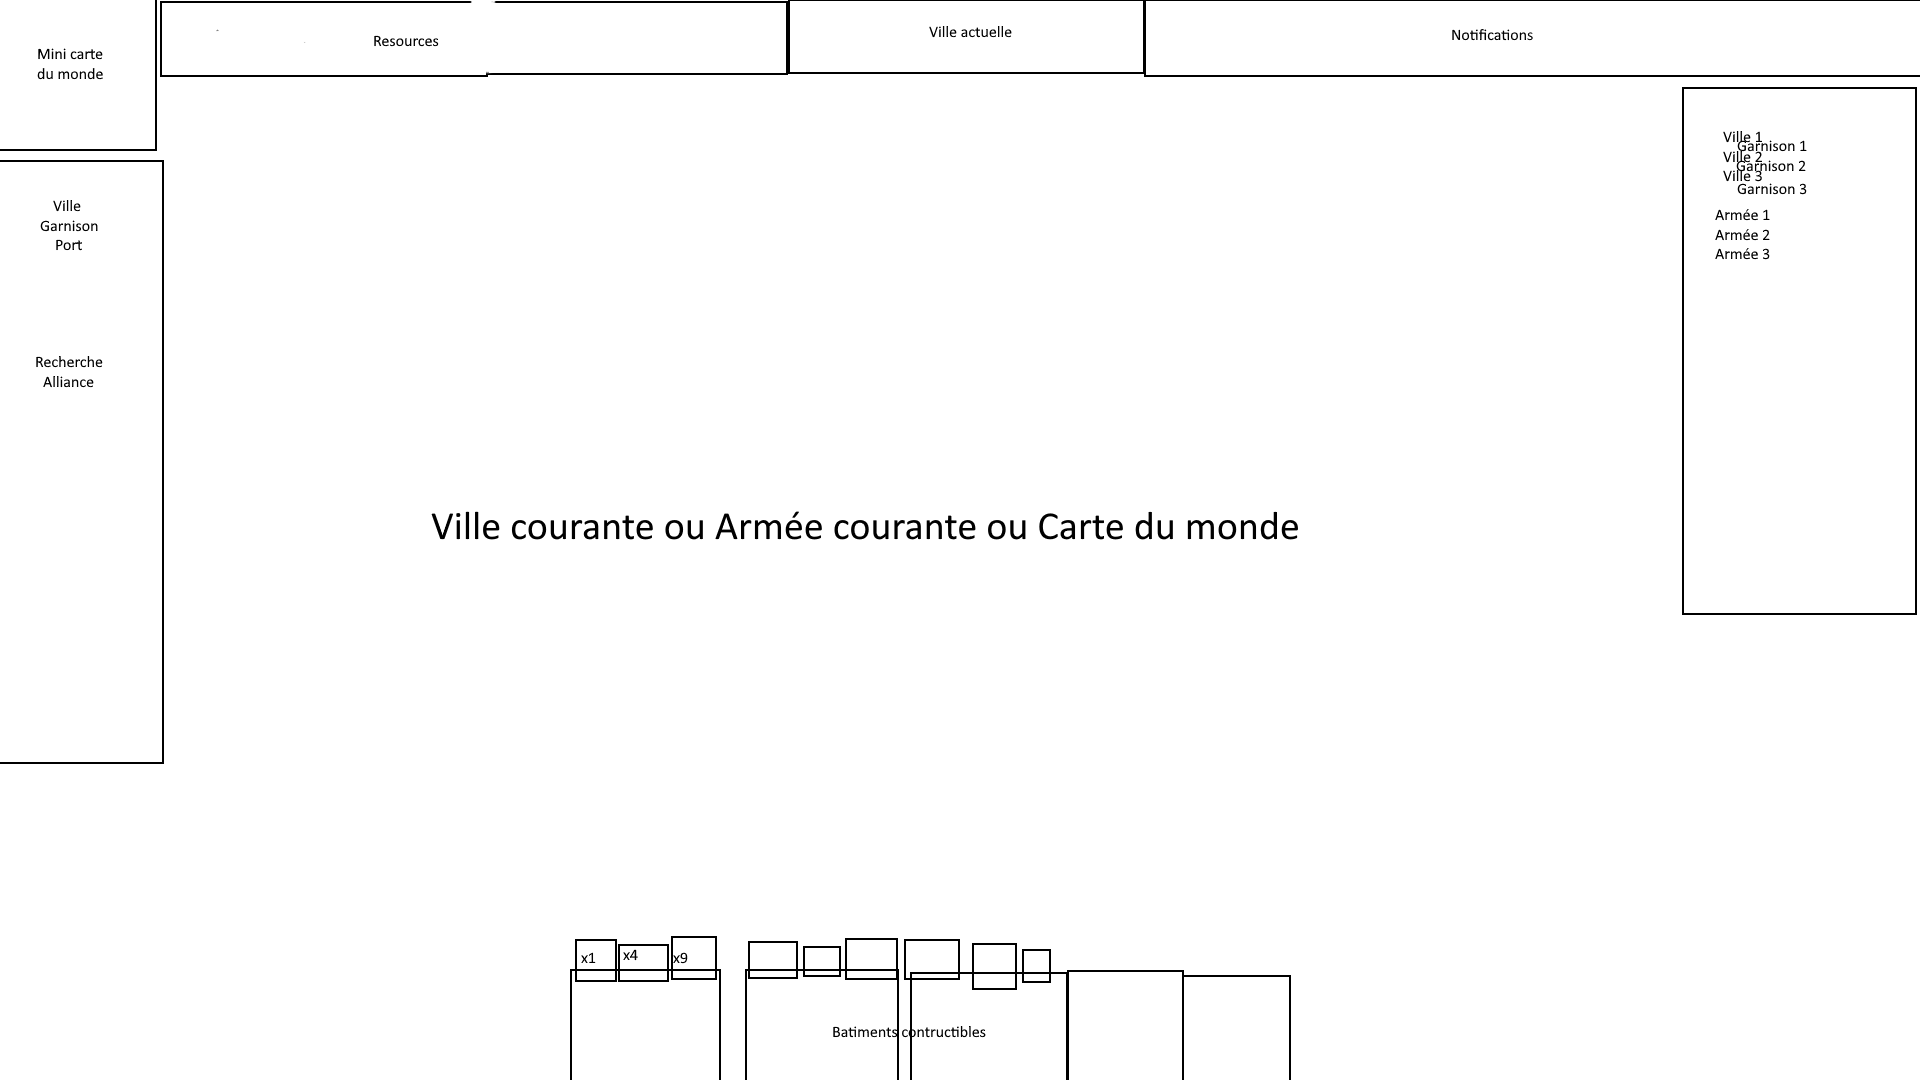 Mini carte
du monde
Resources
Ville actuelle
Notifications
Ville
Garnison
Port
Recherche
Alliance
Ville 1
Ville 2
Ville 3
Garnison 1
Garnison 2
Garnison 3
Armée 1
Armée 2
Armée 3
Ville courante ou Armée courante ou Carte du monde
x1
x4
x9
Batiments contructibles